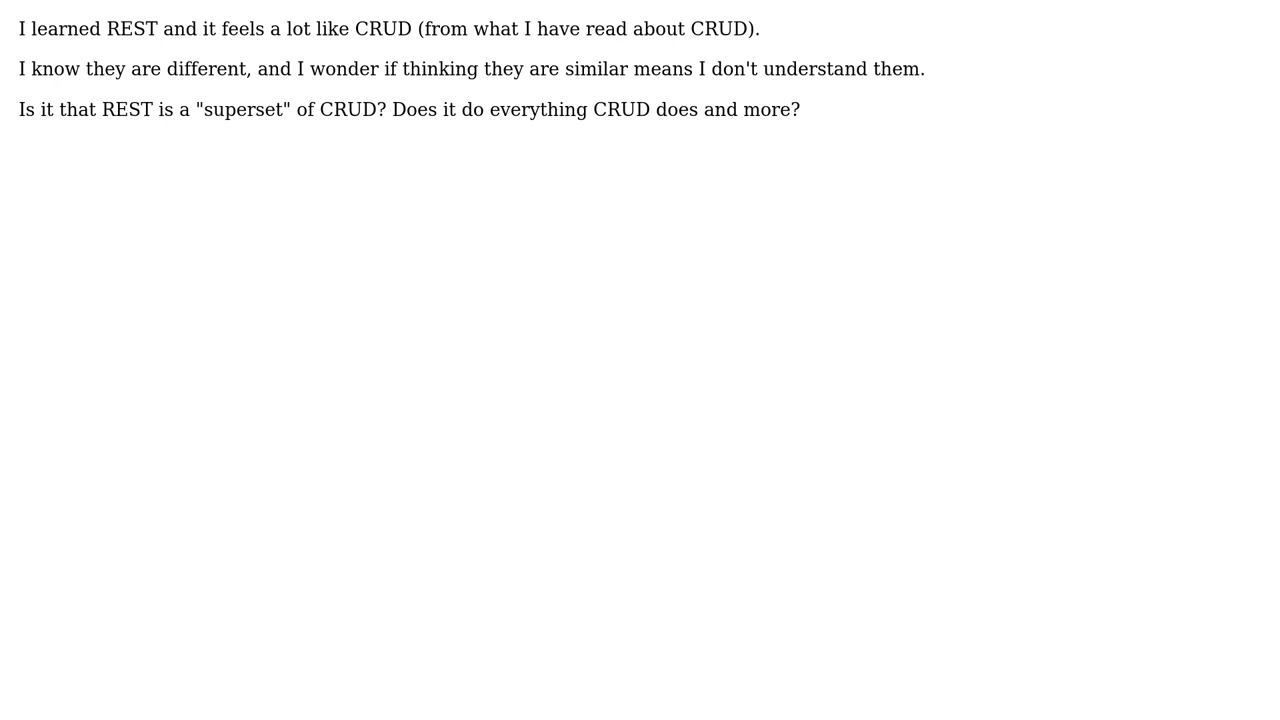 I learned REST and it feels a lot like CRUD (from what I have read about CRUD).
I know they are different, and I wonder if thinking they are similar means I don't understand them.
Is it that REST is a "superset" of CRUD? Does it do everything CRUD does and more?